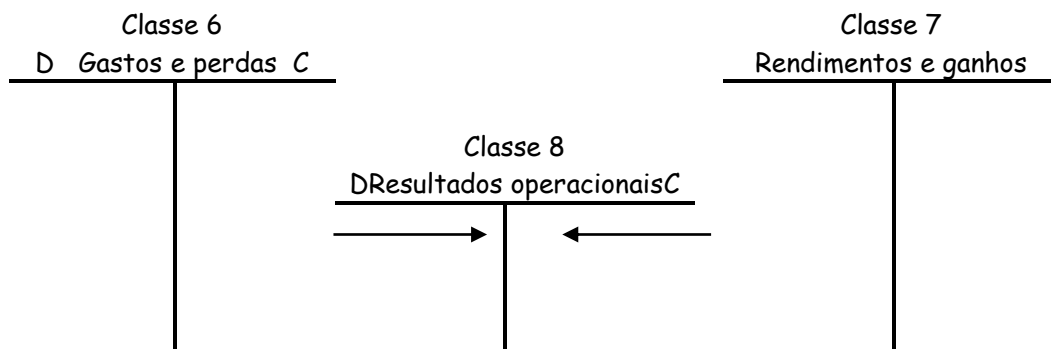 Classe 6
D Gastos e perdas C
Classe 7
Rendimentos e ganhos
Classe 8
DResultados operacionaisC